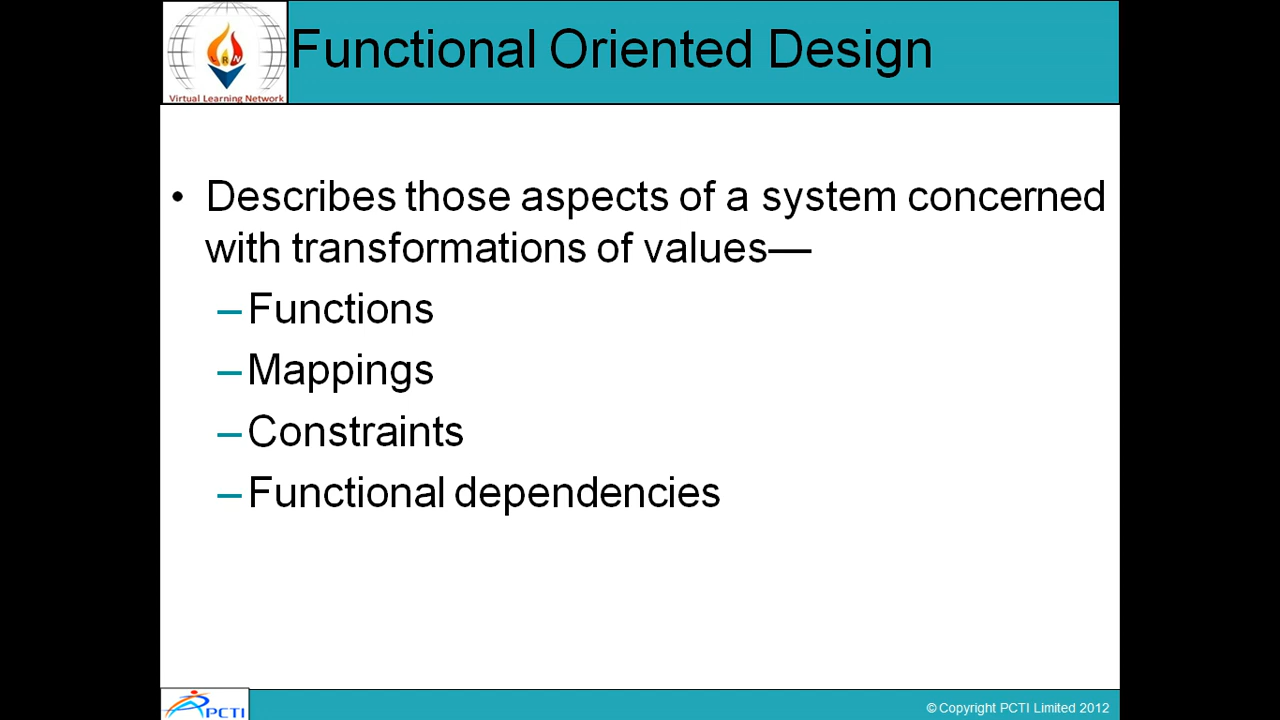 Functional Oriented Design
Virtual Learning Network
• Describes those aspects of a system concerned
with transformations of values—
–Functions
–Mappings
–Constraints
–Functional dependencies
PCTI
© Copyright PCTI Limited 2012